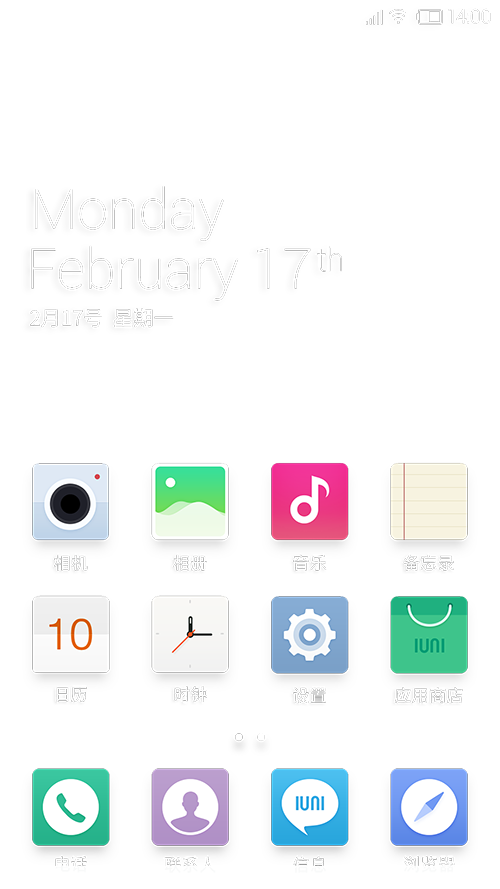 14:00
Monday
February 17th
2月17号 星期一
相机 相册 音乐 备忘录
10
IUNI
日历 时钟 设置 应用商店
IUNI
电话 联系人 信息 浏览器